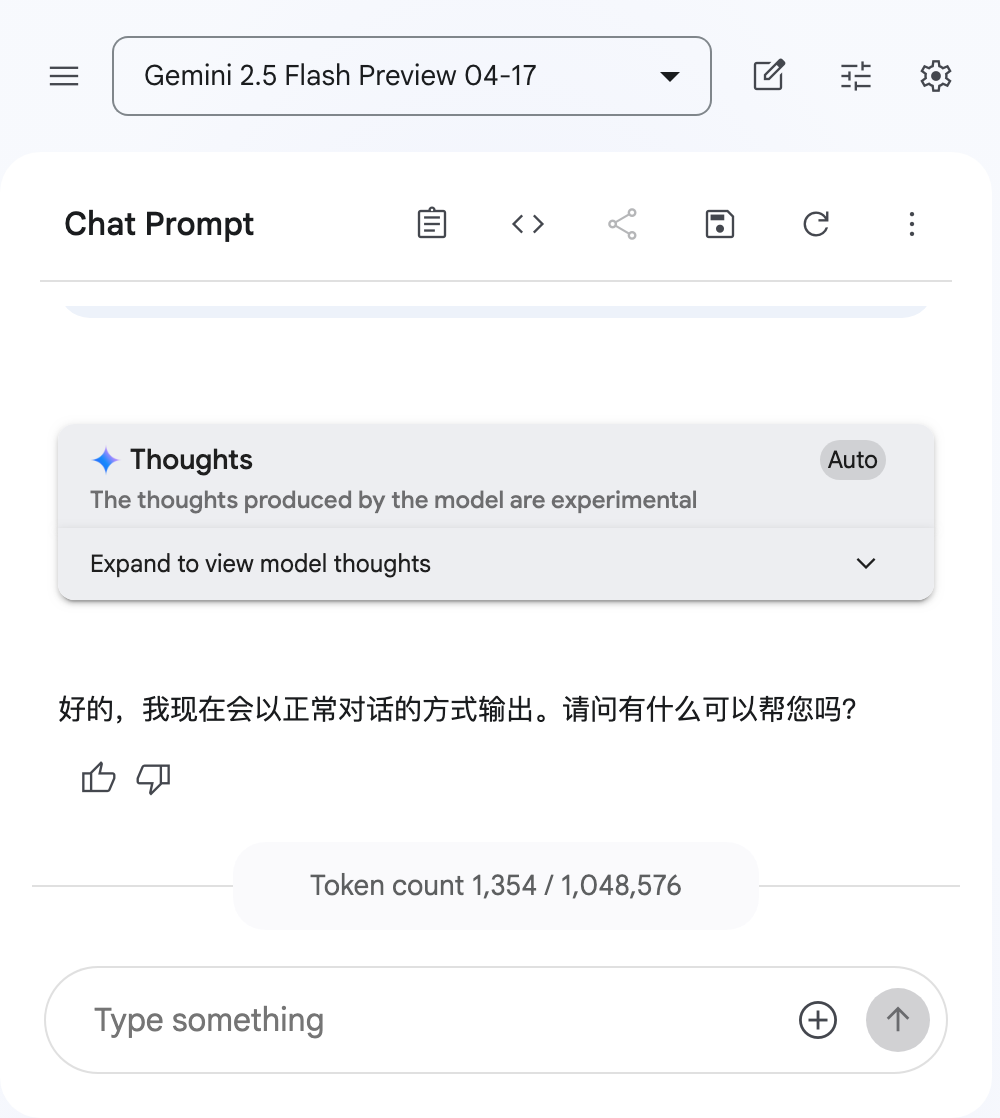 Gemini 2.5 Flash Preview 04-17
Chat Prompt
Thoughts
Auto
The thoughts produced by the model are experimental
Expand to view model thoughts
好的，我现在会以正常对话的方式输出。请问有什么可以帮您吗?
Token count 1,354 / 1,048,576
Type something